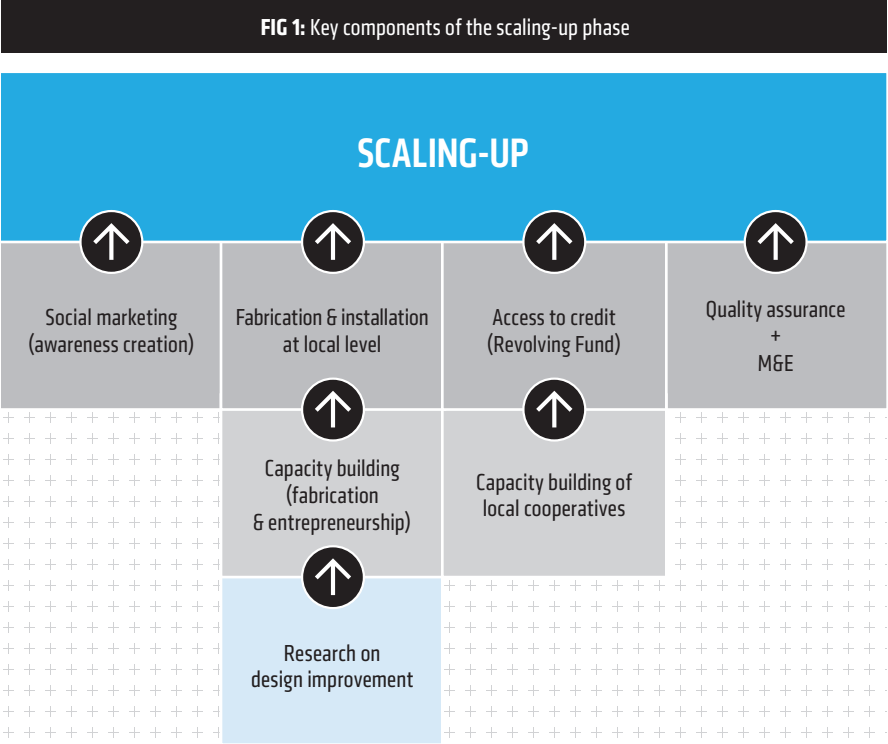 FIG 1: Key components of the scaling-up phase
SCALING-UP
Social marketing
(awareness creation)
Fabrication & installation
at local level
Access to credit
(Revolving Fund)
Quality assurance
+
M&E
Capacity building
(fabrication
& entrepreneurship)
Capacity building of
local cooperatives
Research on
design improvement